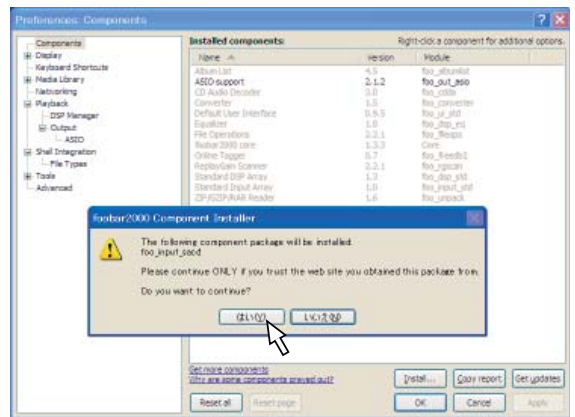 Preferences: Components
Components
Display
Keyboard Shortcuts
Media Library
Networking
Playback
DSP Manager
Output
ASIO
Shell Integration
File Types
Tools
Advanced
Installed components:
Right-click a component for additional options.
Name
Version
Module
Album List 4.5 foo_albumlist
ASIO support 2.1.2 foo_out_asio
CD Audio Decoder 3.0 foo_cdda
Converter 1.5 foo_converter
Default User Interface 0.9.5 foo_ui_std
Equalizer 1.0 foo_dsp_eq
File Operations 2.2.1 foo_fileops
foobar2000 core 1.3.3 Core
Online Tagger 0.7 foo_freedb2
ReplayGain Scanner 2.2.1 foo_rgscan
Standard DSP Array 1.3 foo_dsp_std
Standard Input Array 1.0 foo_input_std
ZIP/GZIP/RAR Reader 1.6 foo_unpack
foobar2000 Component Installer
The following component package will be installed.
foo_input_sacd
Please continue ONLY if you trust the web site you obtained this package from.
Do you want to continue?
はい(Y)
いいえ(N)
Get more components
Why are some components greyed out?
Install...
Copy report
Get updates
Reset all
Reset page
OK
Cancel
Apply